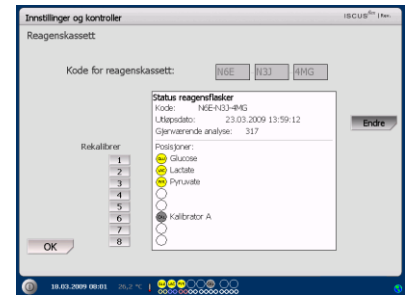 Innstillinger og kontroller
ISCUS
Reagenskassett
Kode for reagenskassett: N6E N3J 4MG
Status reagensflasker
Kode: N6E-N3J-4MG
Utløpsdato: 23.03.2009 13:59:12
Gjenværende analyse: 317
Endre
Rekalibrer
Posisjoner:
1 Glucose
2 Lactate
3 Pyruvate
4
5
6 Kalibrator A
7
8
OK
18.03.2009 08:01 26,2 °C